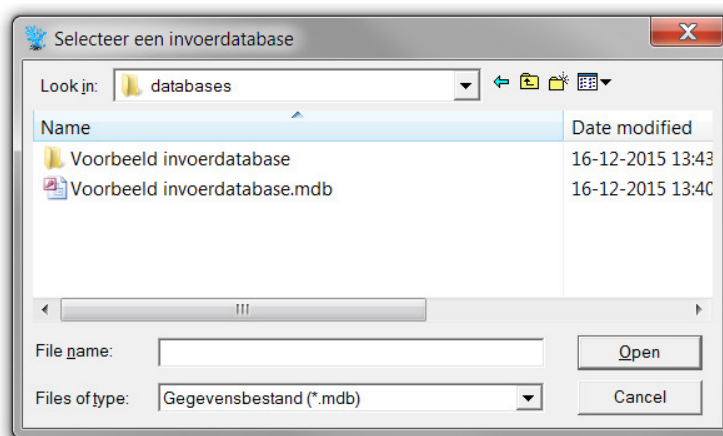 Selecteer een invoerdatabase
Look in: databases
Name Date modified
Voorbeeld invoerdatabase 16-12-2015 13:43
Voorbeeld invoerdatabase.mdb 16-12-2015 13:40
File name: Open
Files of type: Gegevensbestand (*.mdb) Cancel